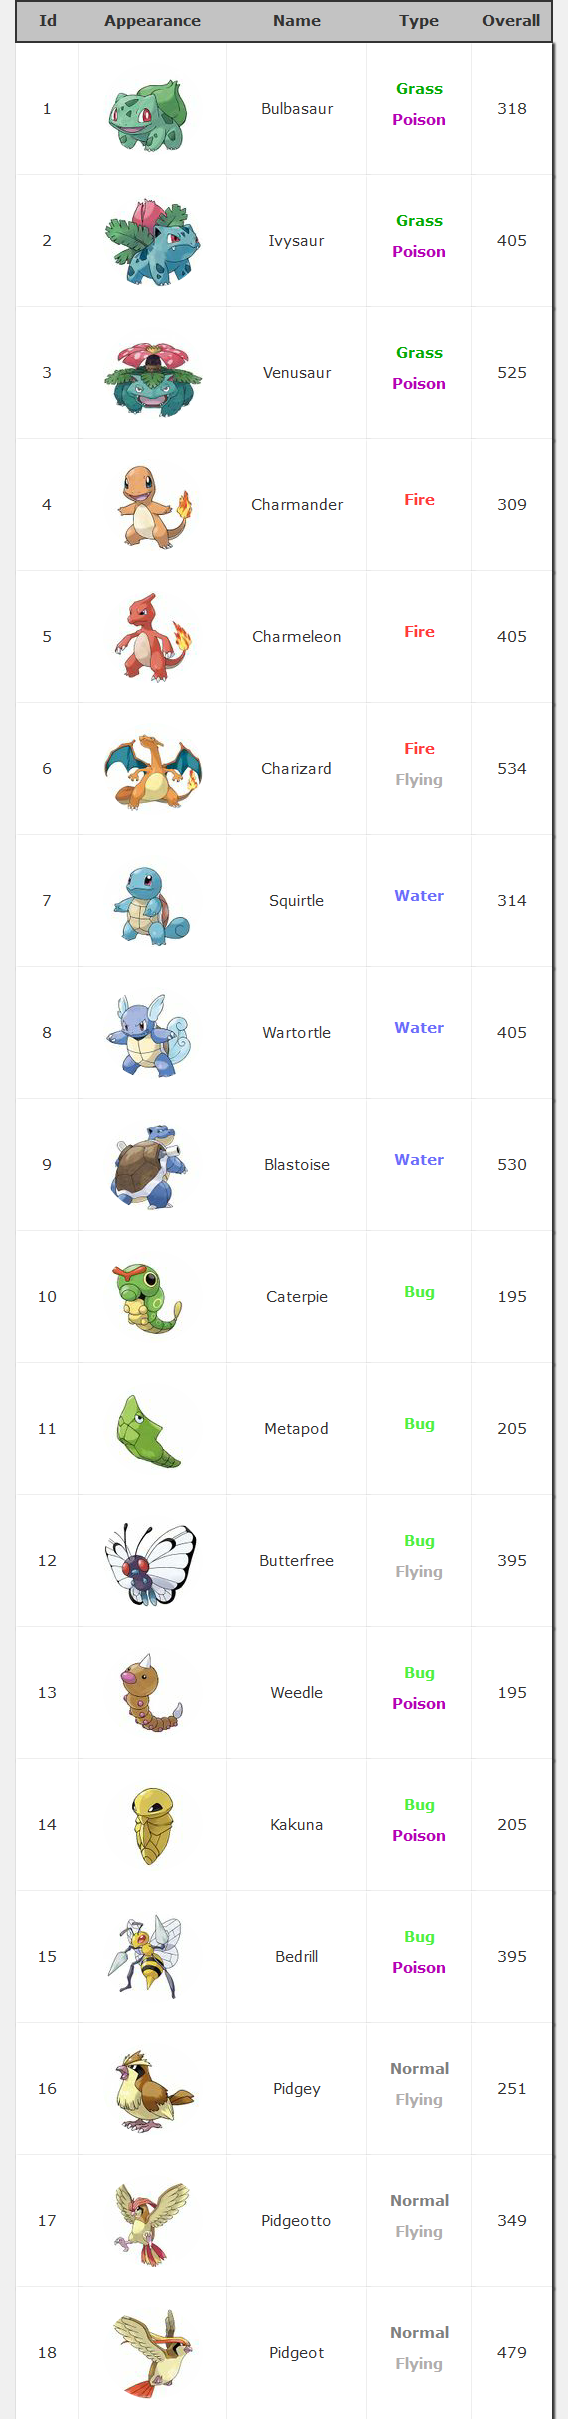 Id Appearance Name Type Overall
1 Bulbasaur Grass Poison 318
2 Ivysaur Grass Poison 405
3 Venusaur Grass Poison 525
4 Charmander Fire 309
5 Charmeleon Fire 405
6 Charizard Fire Flying 534
7 Squirtle Water 314
8 Wartortle Water 405
9 Blastoise Water 530
10 Caterpie Bug 195
11 Metapod Bug 205
12 Butterfree Bug Flying 395
13 Weedle Bug Poison 195
14 Kakuna Bug Poison 205
15 Bedrill Bug Poison 395
16 Pidgey Normal Flying 251
17 Pidgeotto Normal Flying 349
18 Pidgeot Normal Flying 479